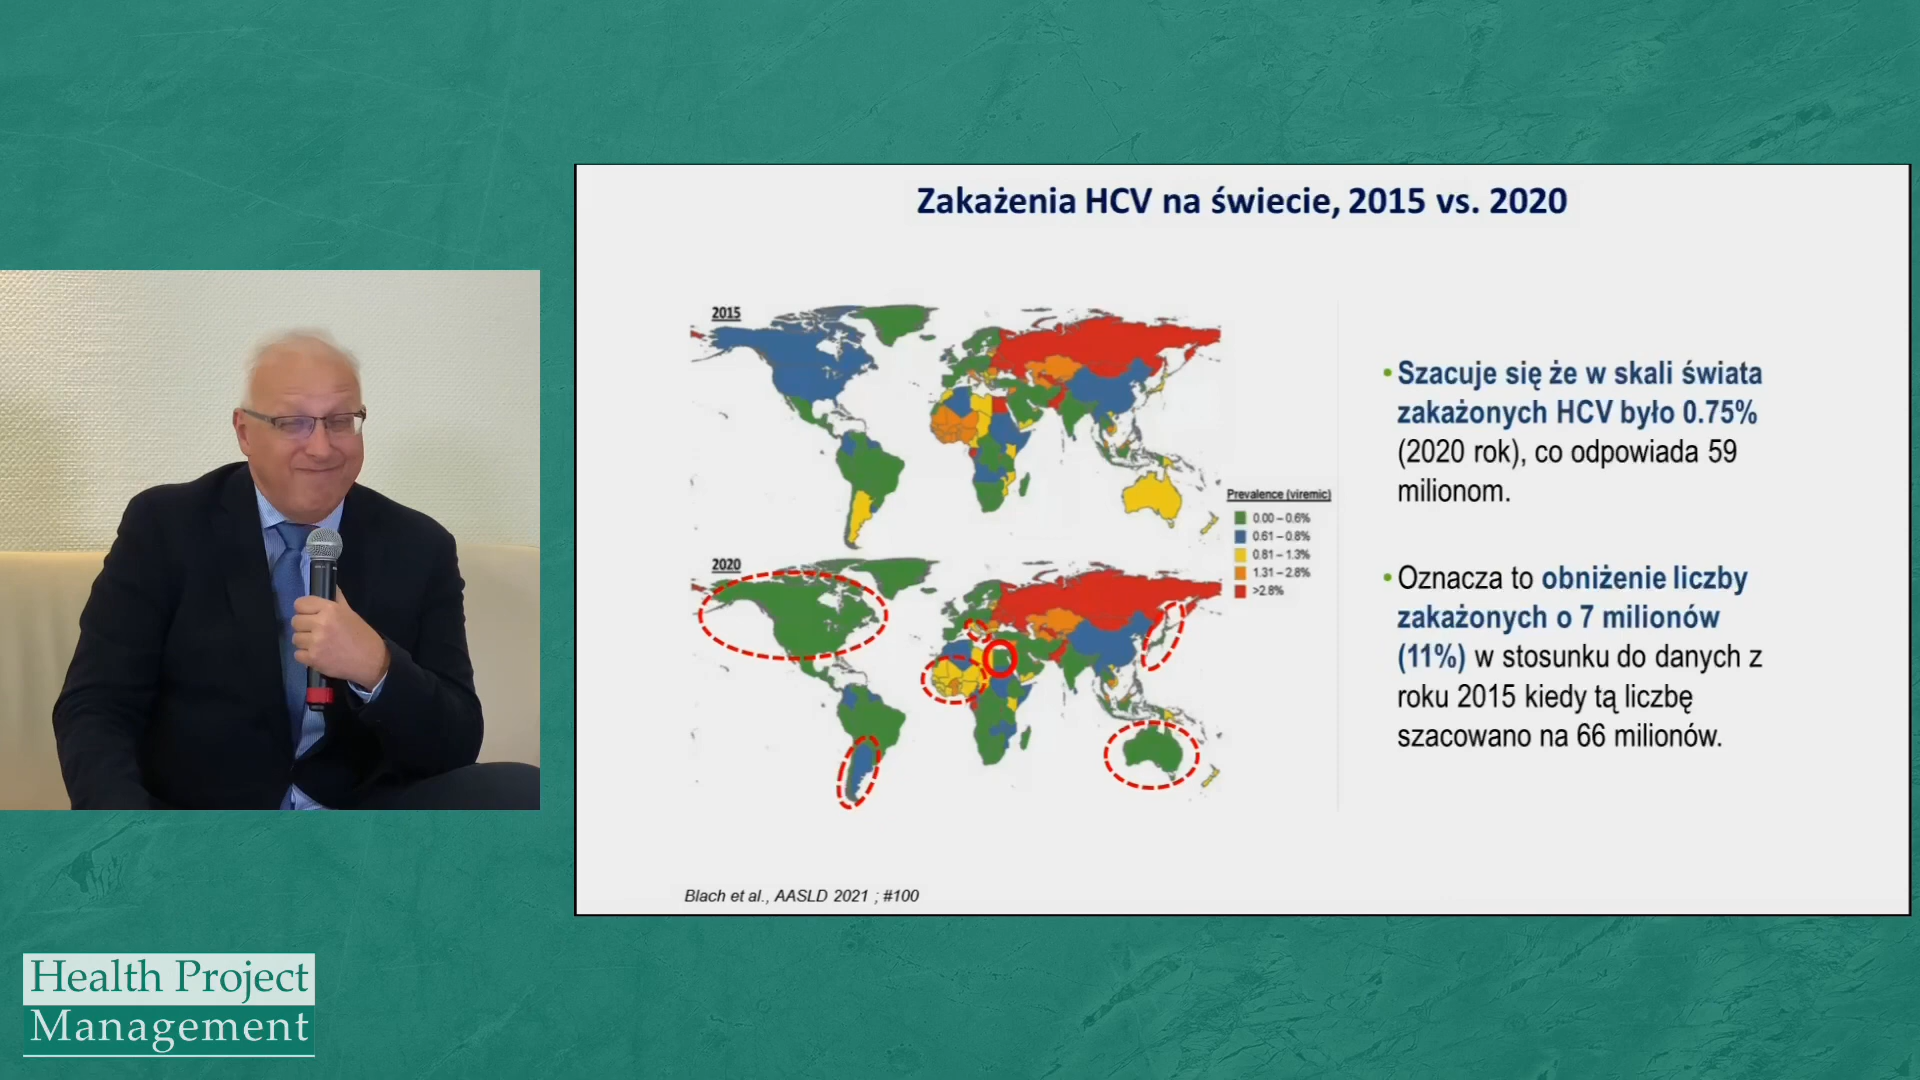 Zakażenia HCV na świecie, 2015 vs. 2020
2015
2020
Prevalence (viremic)
0.00 – 0.6%
0.61 – 0.8%
0.81 – 1.3%
1.31 – 2.8%
>2.8%
• Szacuje się że w skali świata
zakażonych HCV było 0.75%
(2020 rok), co odpowiada 59
milionom.
• Oznacza to obniżenie liczby
zakażonych o 7 milionów
(11%) w stosunku do danych z
roku 2015 kiedy tą liczbę
szacowano na 66 milionów.
Blach et al., AASLD 2021 ; #100
Health Project
Management